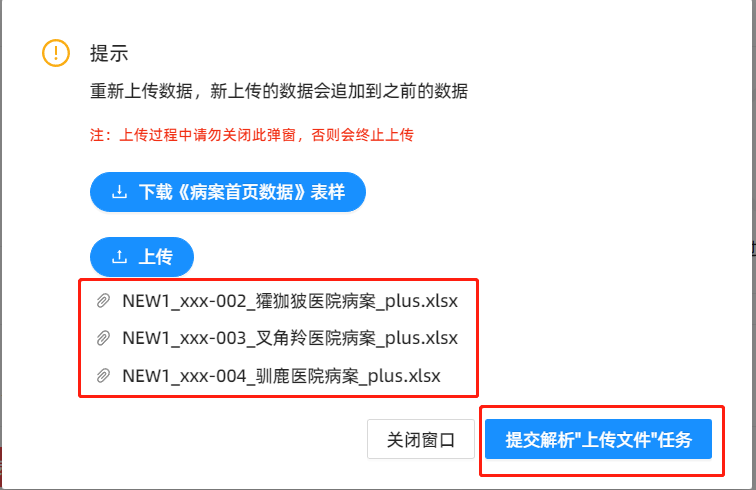 提示
重新上传数据，新上传的数据会追加到之前的数据
注：上传过程中请勿关闭此弹窗，否则会终止上传
下载《病案首页数据》表样
上传
NEW1_xxx-002_獾㹢狓医院病案_plus.xlsx
NEW1_xxx-003_叉角羚医院病案_plus.xlsx
NEW1_xxx-004_驯鹿医院病案_plus.xlsx
关闭窗口
提交解析"上传文件"任务